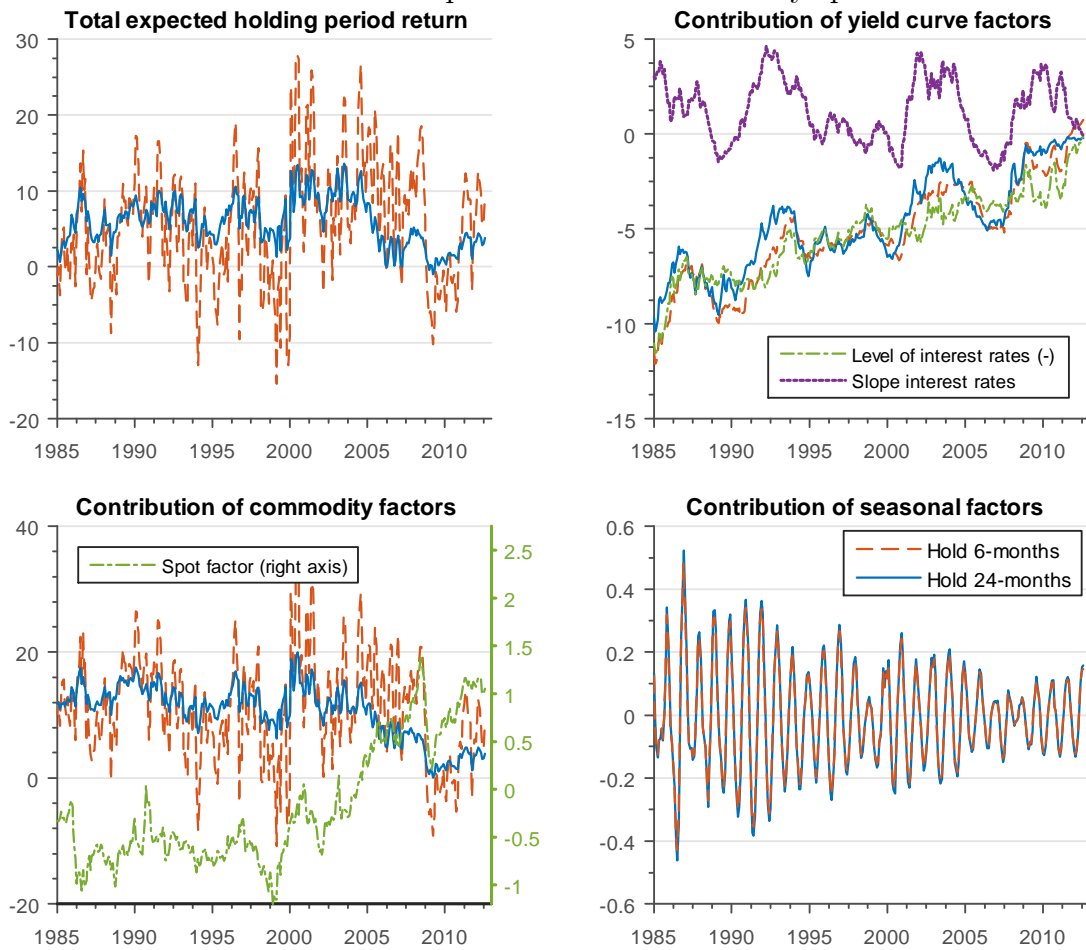 Total expected holding period return
30
20
10
0
-10
-20
1985 1990 1995 2000 2005 2010
Contribution of yield curve factors
5
0
-5
-10
-15
Level of interest rates (-)
Slope interest rates
1985 1990 1995 2000 2005 2010
Contribution of commodity factors
40
20
0
-20
Spot factor (right axis)
2.5
2
1.5
1
0.5
0
-0.5
-1
1985 1990 1995 2000 2005 2010
Contribution of seasonal factors
0.6
0.4
0.2
0
-0.2
-0.4
-0.6
Hold 6-months
Hold 24-months
1985 1990 1995 2000 2005 2010